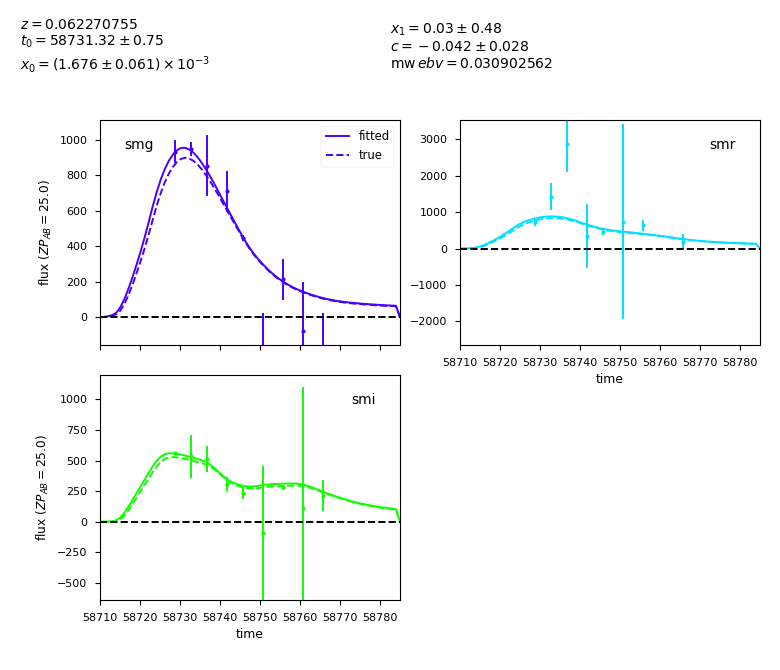 z = 0.062270755
t₀ = 58731.32 ± 0.75
x₀ = (1.676 ± 0.061) × 10⁻³
x₁ = 0.03 ± 0.48
c = −0.042 ± 0.028
mw ebv = 0.030902562
smg
fitted
true
flux (ZP_AB = 25.0)
1000
800
600
400
200
0
smr
3000
2000
1000
0
−1000
−2000
58710 58720 58730 58740 58750 58760 58770 58780
time
smi
flux (ZP_AB = 25.0)
1000
750
500
250
0
−250
−500
58710 58720 58730 58740 58750 58760 58770 58780
time